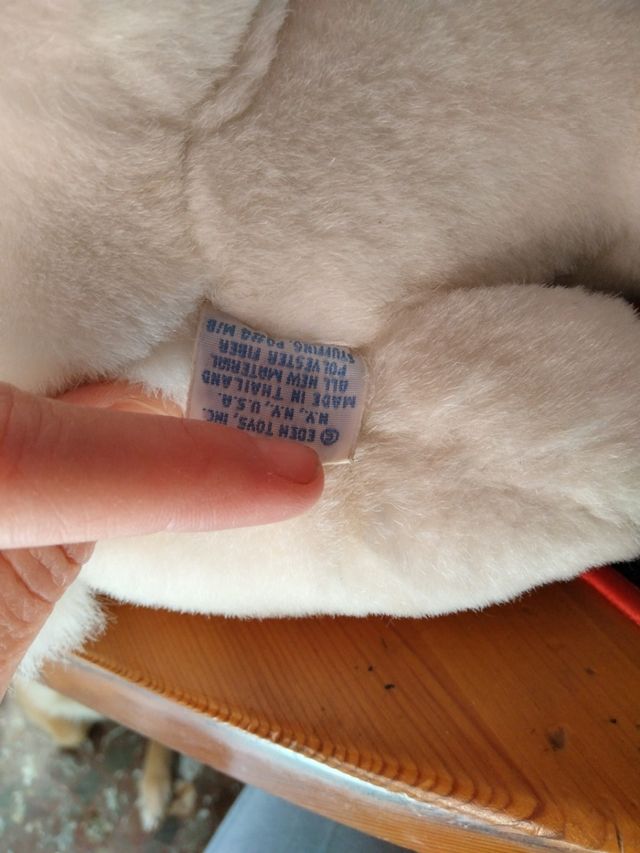 © EDEN TOYS, INC.
N.Y., N.Y., U.S.A.
MADE IN THAILAND
ALL NEW MATERIAL
POLYESTER FIBER
STUFFING.